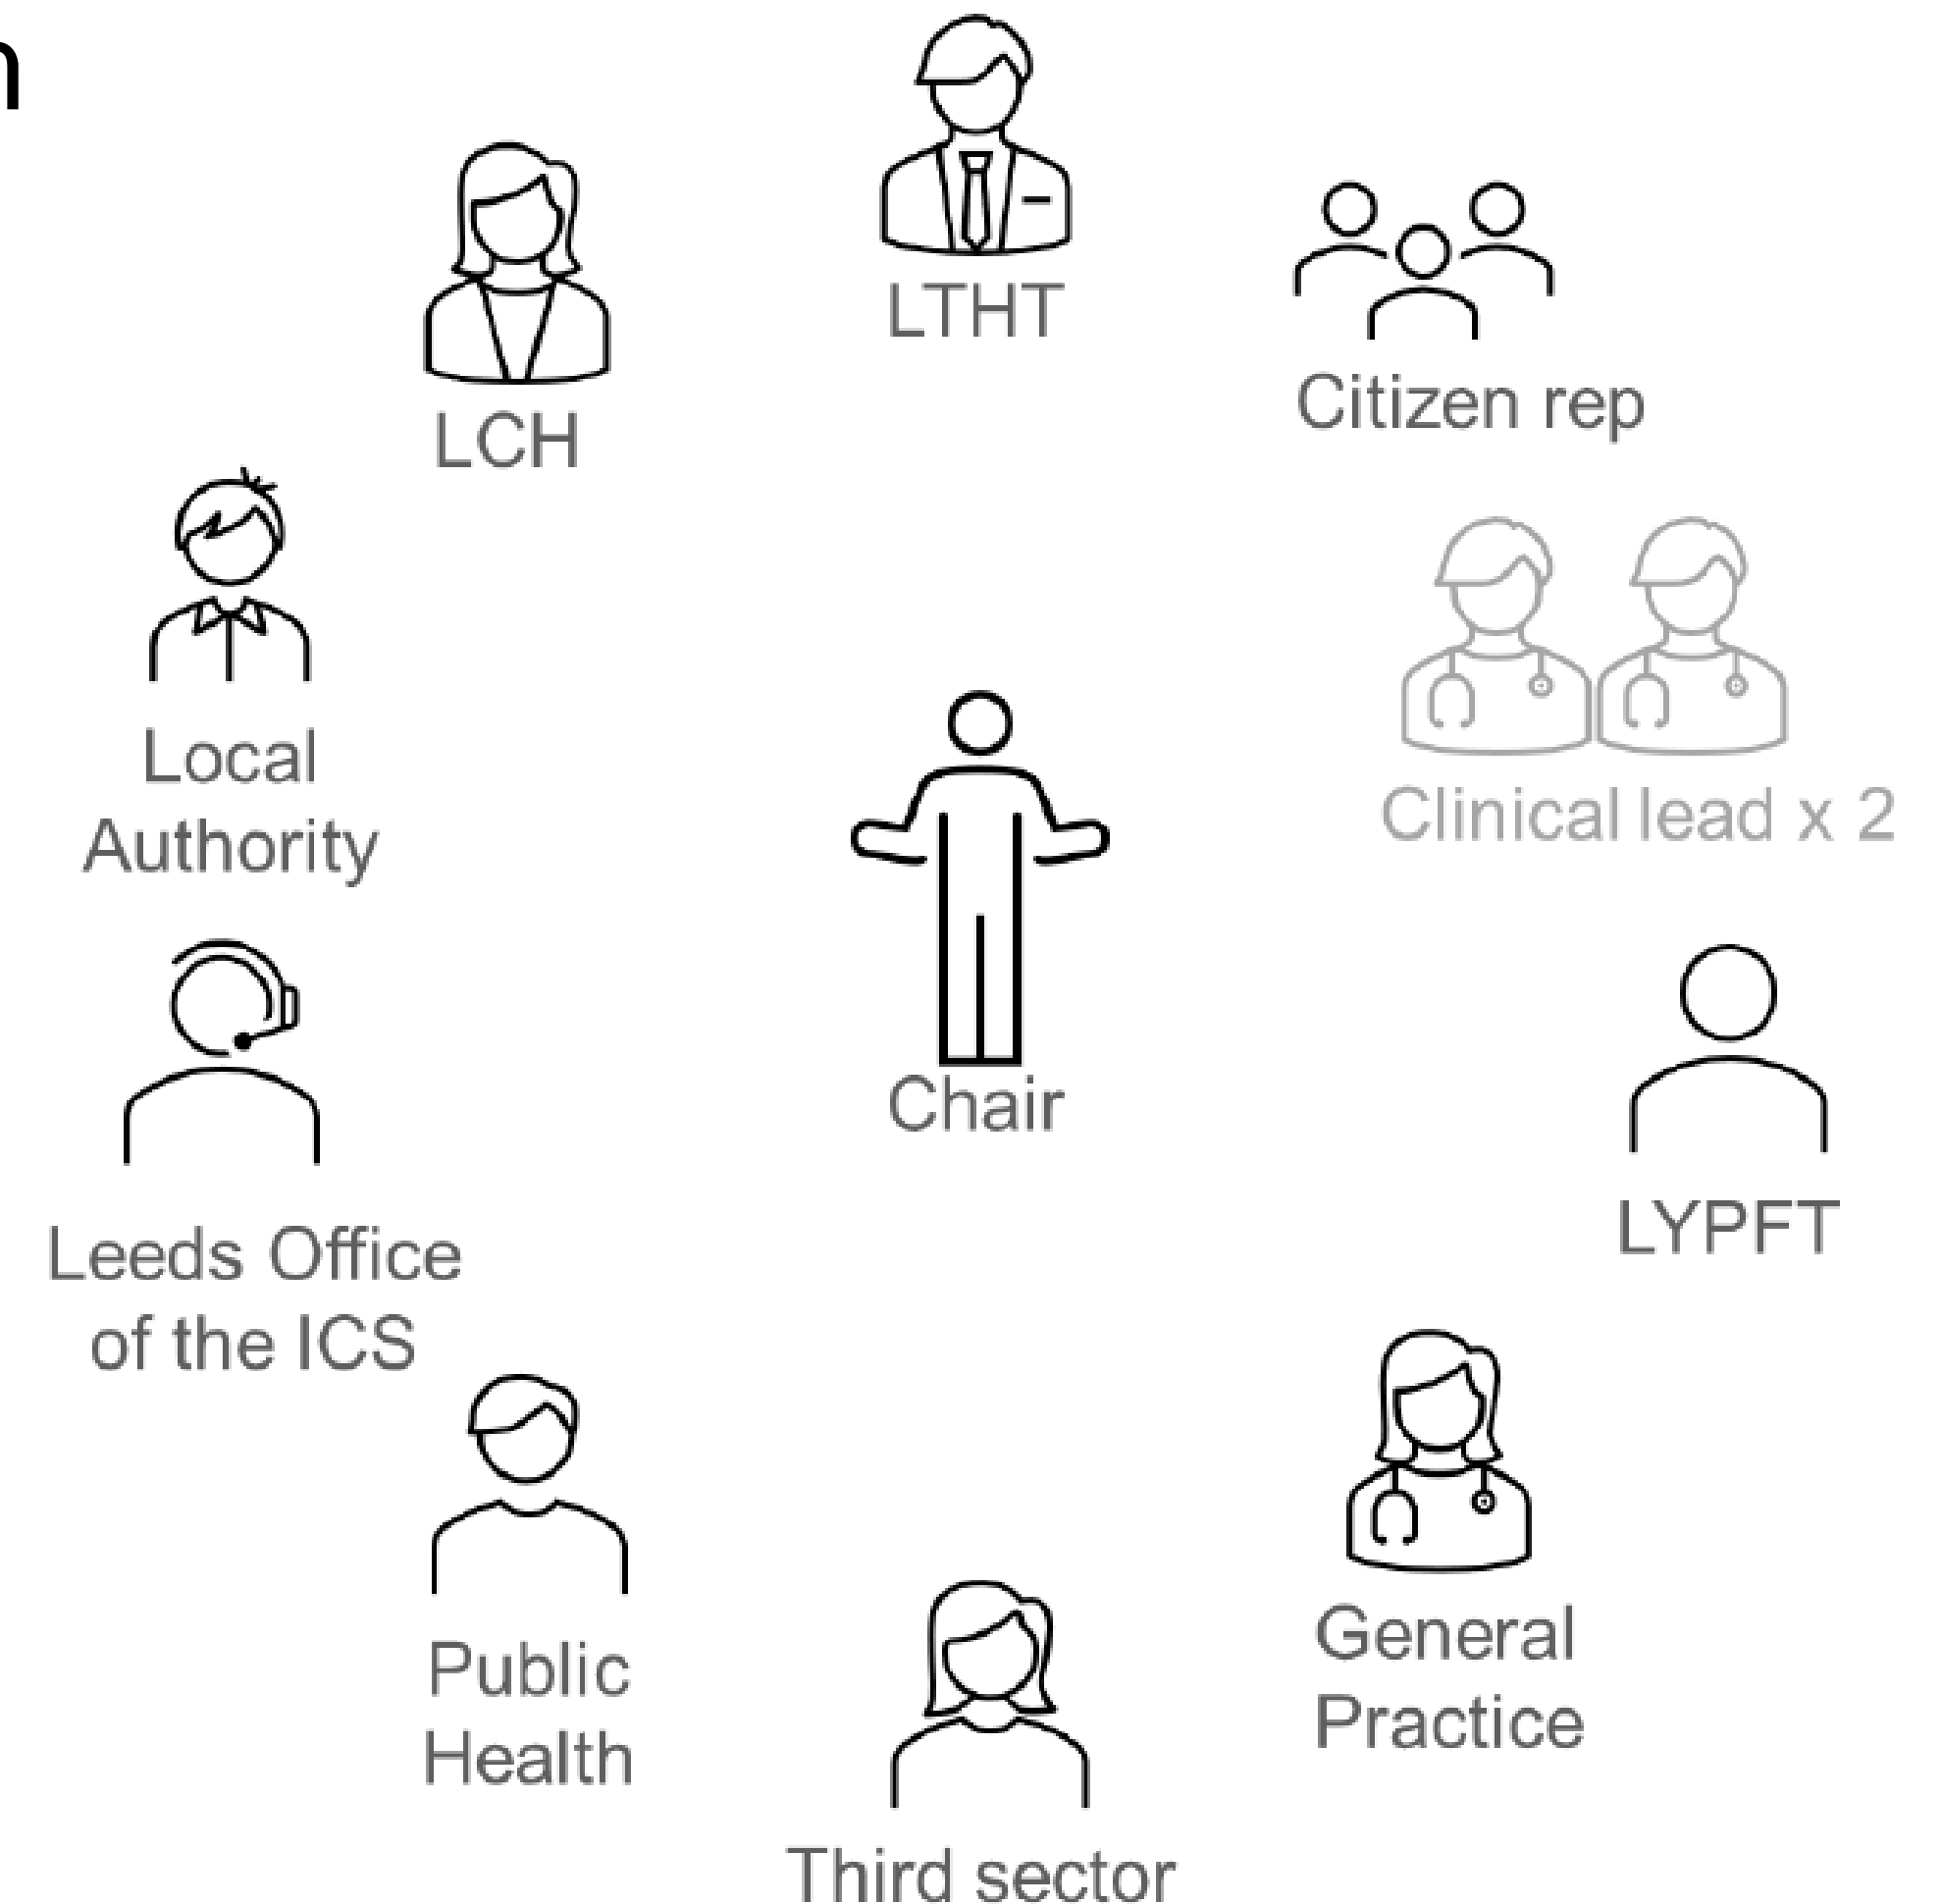 n
LTHT
LCH
Citizen rep
Local
Authority
Clinical lead x 2
Chair
LYPFT
Leeds Office
of the ICS
General
Practice
Public
Health
Third sector